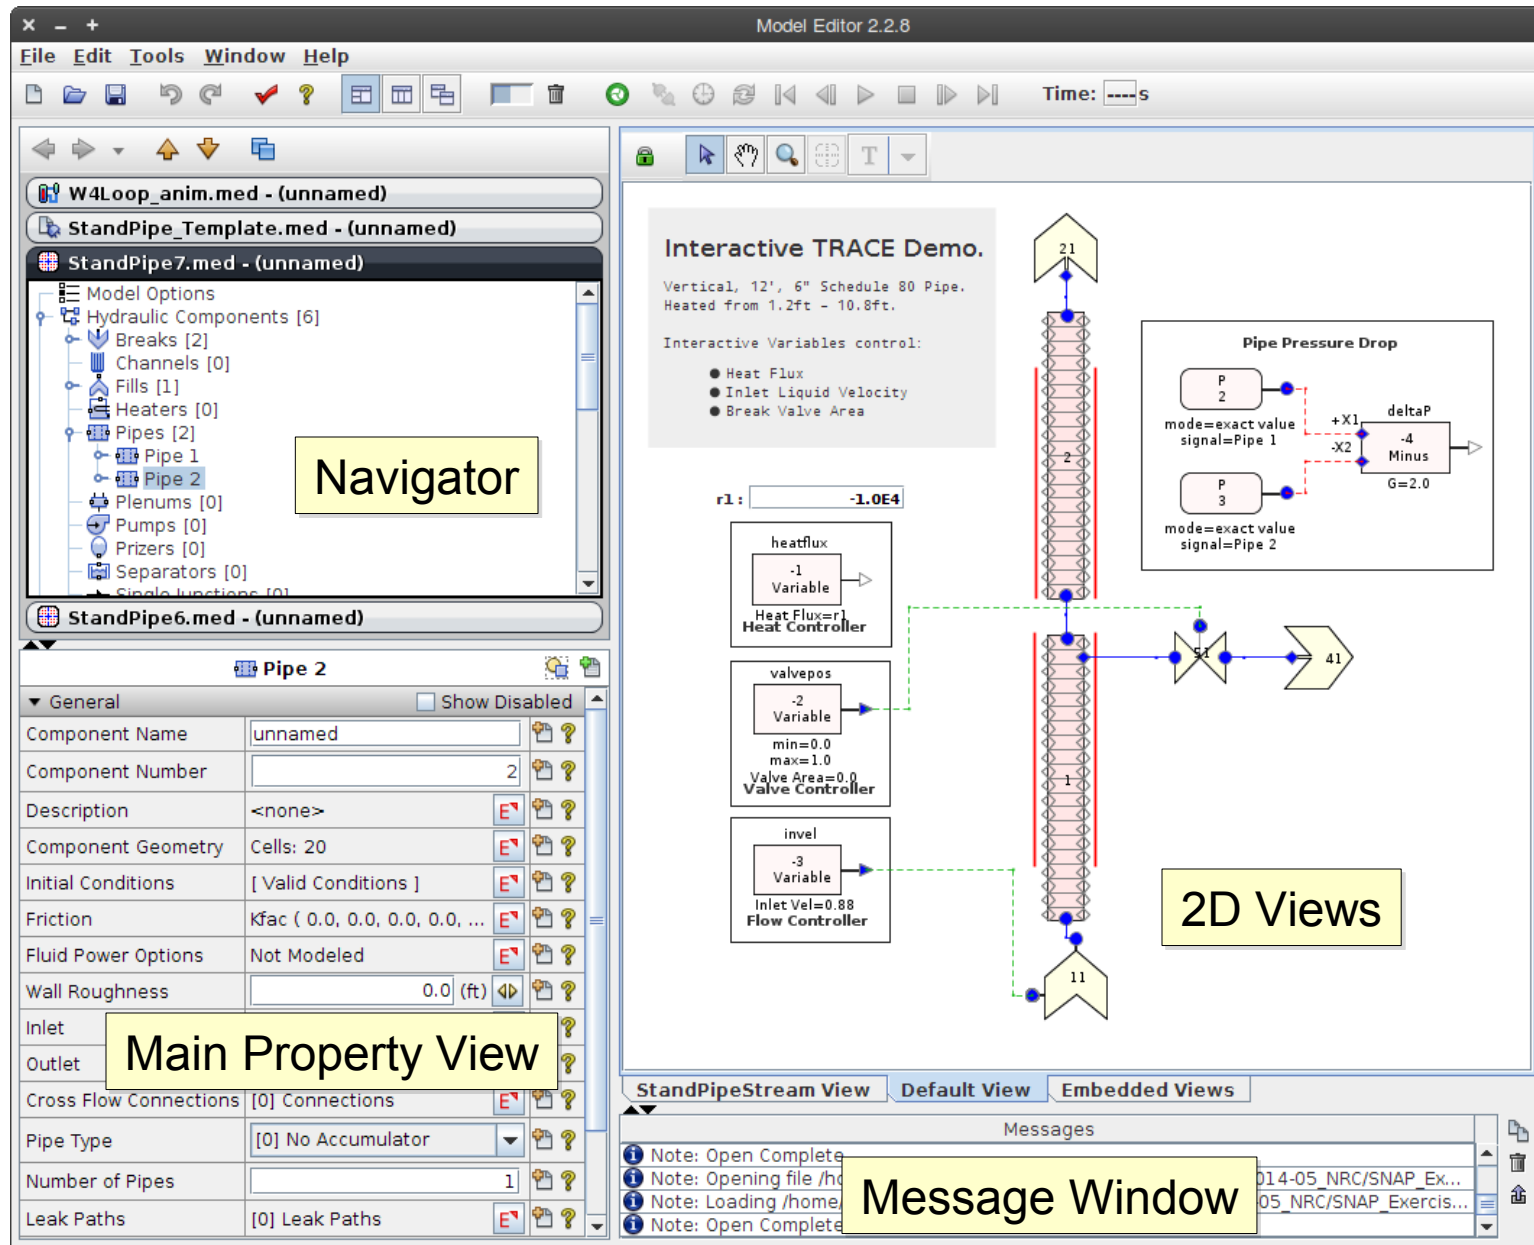 Model Editor 2.2.8
File Edit Tools Window Help
Time: ---- s
W4Loop_anim.med - (unnamed)
StandPipe_Template.med - (unnamed)
StandPipe7.med - (unnamed)
Model Options
Hydraulic Components [6]
Breaks [2]
Channels [0]
Fills [1]
Heaters [0]
Pipes [2]
Pipe 1
Pipe 2
Plenums [0]
Pumps [0]
Prizers [0]
Separators [0]
Single Junctions [0]
Navigator
StandPipe6.med - (unnamed)
Pipe 2
General Show Disabled
Component Name unnamed
Component Number 2
Description <none> E
Component Geometry Cells: 20 E
Initial Conditions [ Valid Conditions ] E
Friction Kfac ( 0.0, 0.0, 0.0, 0.0, ... E
Fluid Power Options Not Modeled E
Wall Roughness 0.0 (ft)
Inlet
Outlet
Main Property View
Cross Flow Connections [0] Connections E
Pipe Type [0] No Accumulator
Number of Pipes 1
Leak Paths [0] Leak Paths E
T
Interactive TRACE Demo.
Vertical, 12', 6" Schedule 80 Pipe.
Heated from 1.2ft - 10.8ft.
Interactive Variables control:
● Heat Flux
● Inlet Liquid Velocity
● Break Valve Area
r1 : -1.0E4
heatflux
-1
Variable
Heat Flux=r1
Heat Controller
valvepos
-2
Variable
min=0.0
max=1.0
Valve Area=0.0
Valve Controller
invel
-3
Variable
Inlet Vel=0.88
Flow Controller
21
2
1
11
51
41
Pipe Pressure Drop
P
2
mode=exact value
signal=Pipe 1
P
3
mode=exact value
signal=Pipe 2
+X1
-X2
deltaP
-4
Minus
G=2.0
2D Views
StandPipeStream View Default View Embedded Views
Messages
Note: Open Complete
Note: Opening file /ho 014-05_NRC/SNAP_Ex...
Note: Loading /home/ 05_NRC/SNAP_Exercis...
Note: Open Complete
Message Window